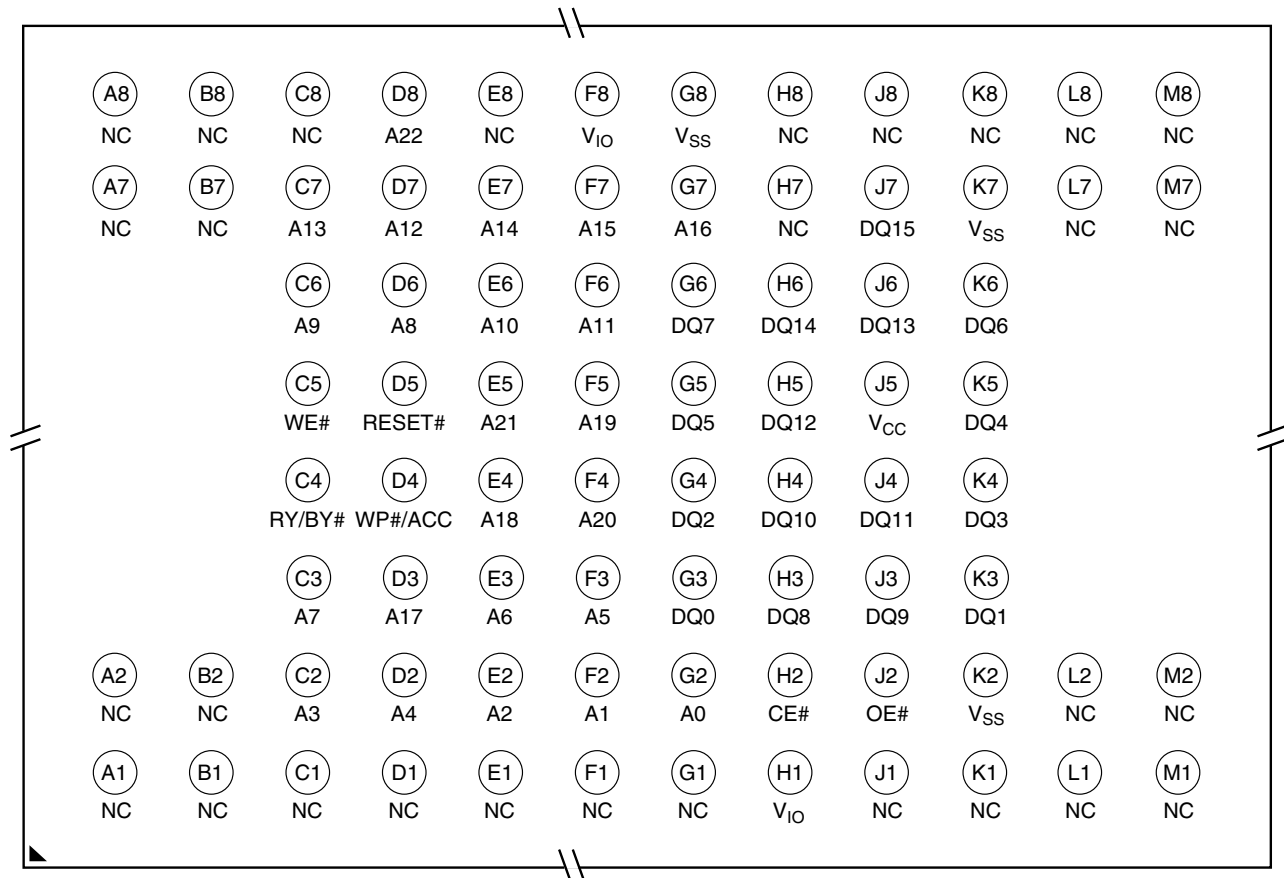 A8 B8 C8 D8 E8 F8 G8 H8 J8 K8 L8 M8
NC NC NC A22 NC VIO VSS NC NC NC NC NC
A7 B7 C7 D7 E7 F7 G7 H7 J7 K7 L7 M7
NC NC A13 A12 A14 A15 A16 NC DQ15 VSS NC NC
C6 D6 E6 F6 G6 H6 J6 K6
A9 A8 A10 A11 DQ7 DQ14 DQ13 DQ6
C5 D5 E5 F5 G5 H5 J5 K5
WE# RESET# A21 A19 DQ5 DQ12 VCC DQ4
C4 D4 E4 F4 G4 H4 J4 K4
RY/BY# WP#/ACC A18 A20 DQ2 DQ10 DQ11 DQ3
C3 D3 E3 F3 G3 H3 J3 K3
A7 A17 A6 A5 DQ0 DQ8 DQ9 DQ1
A2 B2 C2 D2 E2 F2 G2 H2 J2 K2 L2 M2
NC NC A3 A4 A2 A1 A0 CE# OE# VSS NC NC
A1 B1 C1 D1 E1 F1 G1 H1 J1 K1 L1 M1
NC NC NC NC NC NC NC VIO NC NC NC NC